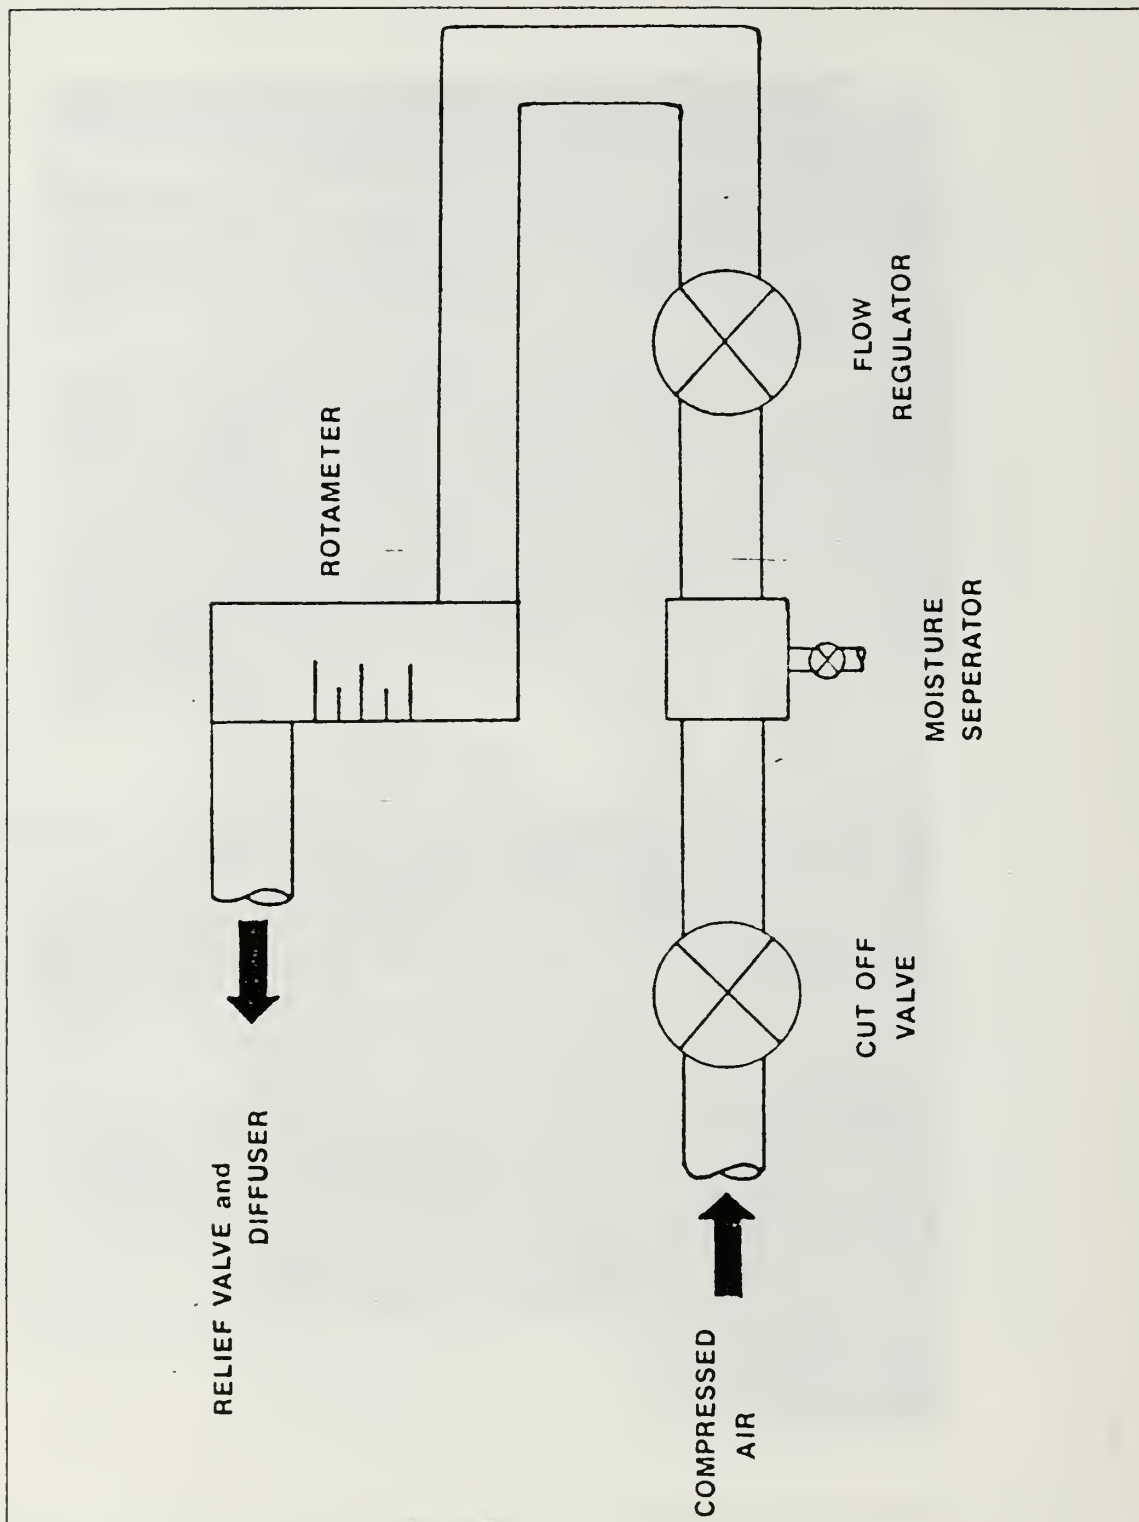 RELIEF VALVE and
DIFFUSER
ROTAMETER
COMPRESSED
AIR
CUT OFF
VALVE
MOISTURE
SEPERATOR
FLOW
REGULATOR